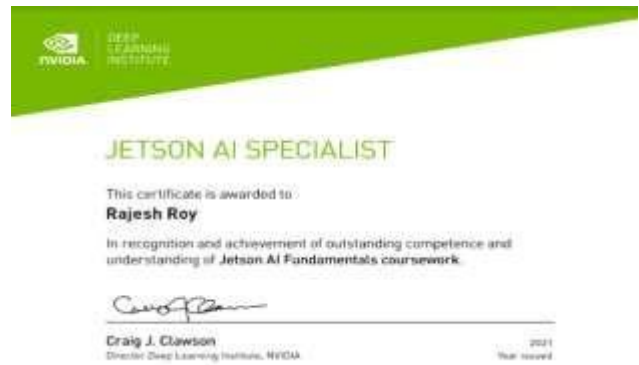 NVIDIA
DEEP
LEARNING
INSTITUTE
JETSON AI SPECIALIST
This certificate is awarded to
Rajesh Roy
In recognition and achievement of outstanding competence and
understanding of Jetson AI Fundamentals coursework.
Craig J. Clawson
2021
Director Deep Learning Institute, NVIDIA
Year issued